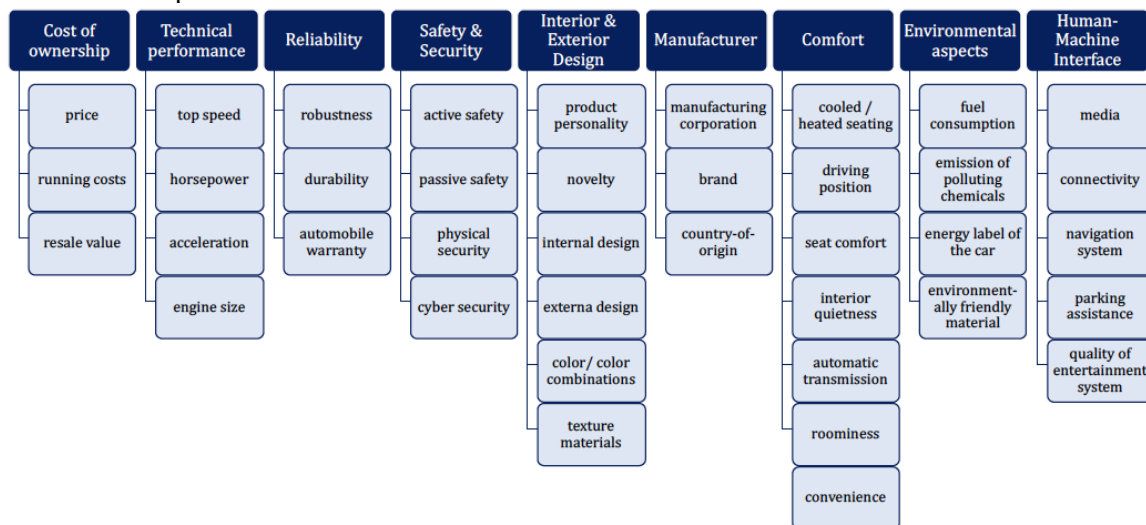 Cost of
ownership
price
running costs
resale value
Technical
performance
top speed
horsepower
acceleration
engine size
Reliability
robustness
durability
automobile
warranty
Safety &
Security
active safety
passive safety
physical
security
cyber security
Interior &
Exterior
Design
product
personality
novelty
internal design
externa design
color/ color
combinations
texture
materials
Manufacturer
manufacturing
corporation
brand
country-of-
origin
Comfort
cooled /
heated seating
driving
position
seat comfort
interior
quietness
automatic
transmission
roominess
convenience
Environmental
aspects
fuel
consumption
emission of
polluting
chemicals
energy label of
the car
environment-
ally friendly
material
Human-
Machine
Interface
media
connectivity
navigation
system
parking
assistance
quality of
entertainment
system